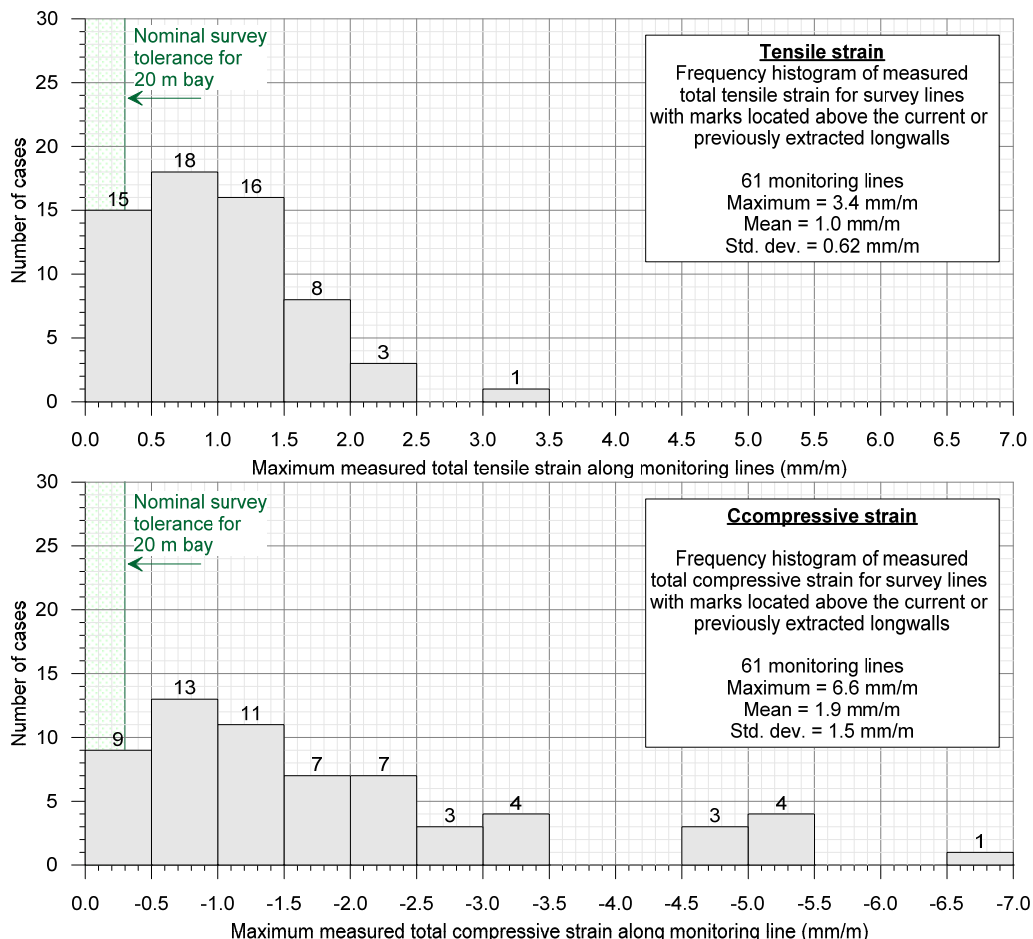 30
25
20
15
10
5
0
Number of cases
Nominal survey
tolerance for
20 m bay
15
18
16
8
3
1
Tensile strain
Frequency histogram of measured
total tensile strain for survey lines
with marks located above the current or
previously extracted longwalls
61 monitoring lines
Maximum = 3.4 mm/m
Mean = 1.0 mm/m
Std. dev. = 0.62 mm/m
0.0 0.5 1.0 1.5 2.0 2.5 3.0 3.5 4.0 4.5 5.0 5.5 6.0 6.5 7.0
Maximum measured total tensile strain along monitoring lines (mm/m)
30
25
20
15
10
5
0
Number of cases
Nominal survey
tolerance for
20 m bay
9
13
11
7
7
3
4
3
4
1
Ccompressive strain
Frequency histogram of measured
total compressive strain for survey lines
with marks located above the current or
previously extracted longwalls
61 monitoring lines
Maximum = 6.6 mm/m
Mean = 1.9 mm/m
Std. dev. = 1.5 mm/m
0.0 -0.5 -1.0 -1.5 -2.0 -2.5 -3.0 -3.5 -4.0 -4.5 -5.0 -5.5 -6.0 -6.5 -7.0
Maximum measured total compressive strain along monitoring line (mm/m)